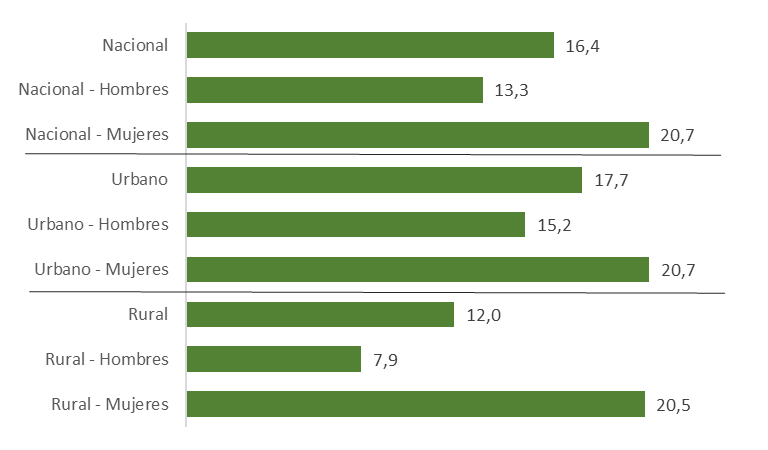 Nacional 16,4
Nacional - Hombres 13,3
Nacional - Mujeres 20,7
Urbano 17,7
Urbano - Hombres 15,2
Urbano - Mujeres 20,7
Rural 12,0
Rural - Hombres 7,9
Rural - Mujeres 20,5